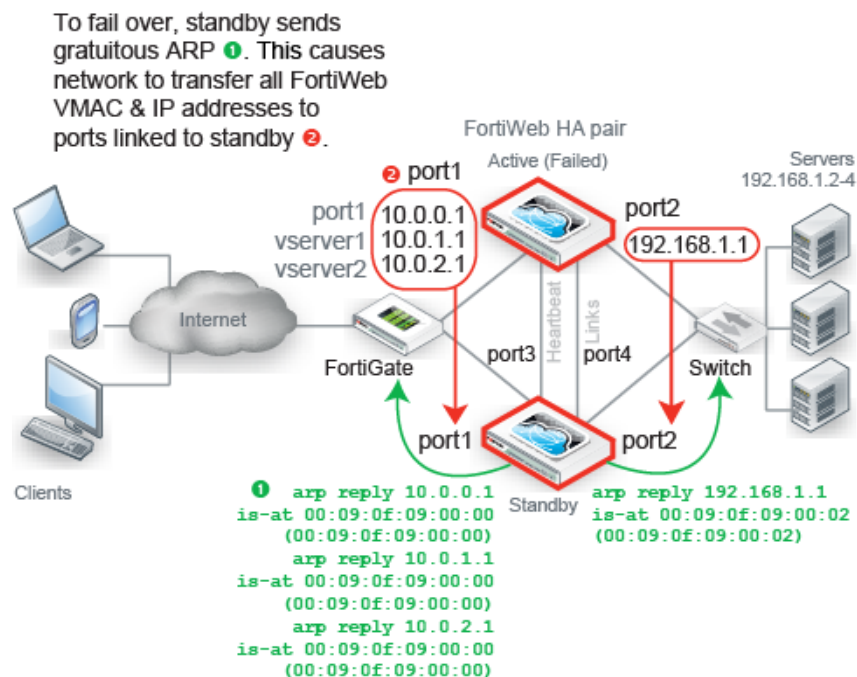 To fail over, standby sends
gratuitous ARP ❶. This causes
network to transfer all FortiWeb
VMAC & IP addresses to
ports linked to standby ❷.
FortiWeb HA pair
Active (Failed)
Servers
192.168.1.2-4
❷ port1
port1 10.0.0.1
vserver1 10.0.1.1
vserver2 10.0.2.1
port2
192.168.1.1
Internet
FortiGate
port3
Heartbeat
Links
port4
Switch
port1
port2
Clients
Standby
❶ arp reply 10.0.0.1
is-at 00:09:0f:09:00:00
(00:09:0f:09:00:00)
arp reply 10.0.1.1
is-at 00:09:0f:09:00:00
(00:09:0f:09:00:00)
arp reply 10.0.2.1
is-at 00:09:0f:09:00:00
(00:09:0f:09:00:00)
arp reply 192.168.1.1
is-at 00:09:0f:09:00:02
(00:09:0f:09:00:02)